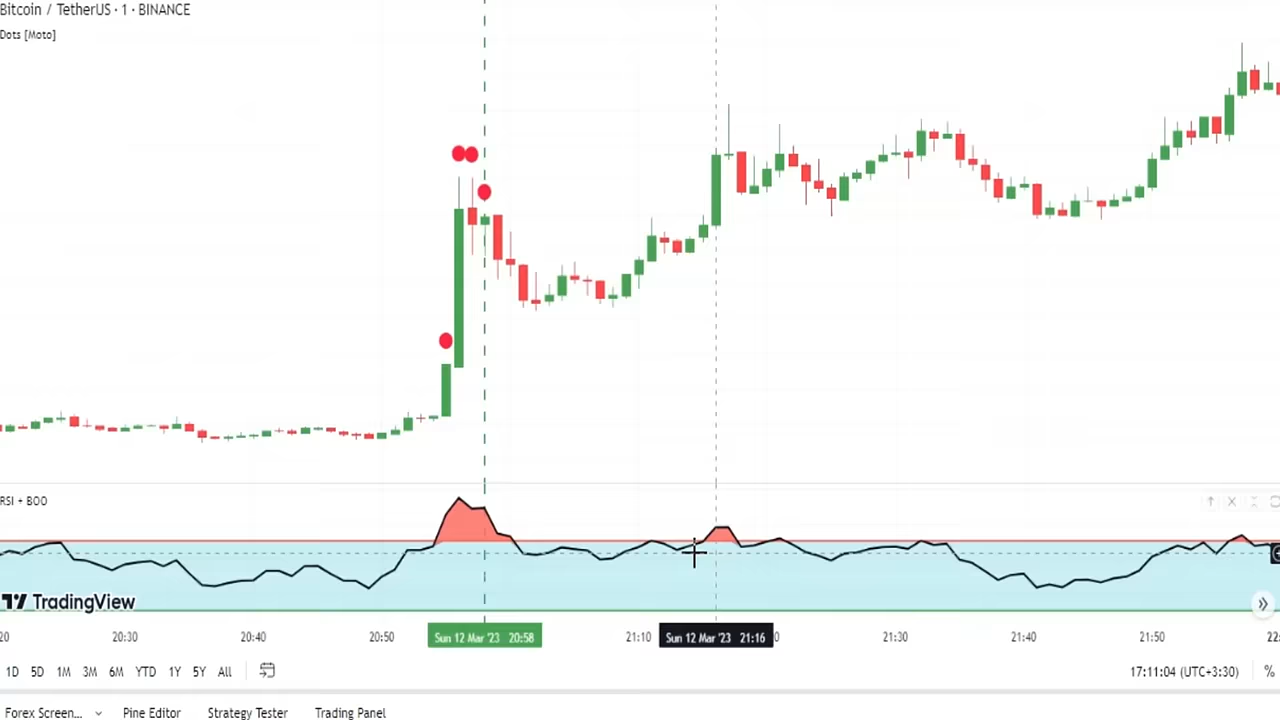 Bitcoin / TetherUS · 1 · BINANCE
Dots [Moto]
RSI + BOO
TradingView
20 20:30 20:40 20:50 Sun 12 Mar '23 20:58 21:10 Sun 12 Mar '23 21:16 0 21:30 21:40 21:50 22:
1D 5D 1M 3M 6M YTD 1Y 5Y All 17:11:04 (UTC+3:30) %
Forex Screen... Pine Editor Strategy Tester Trading Panel